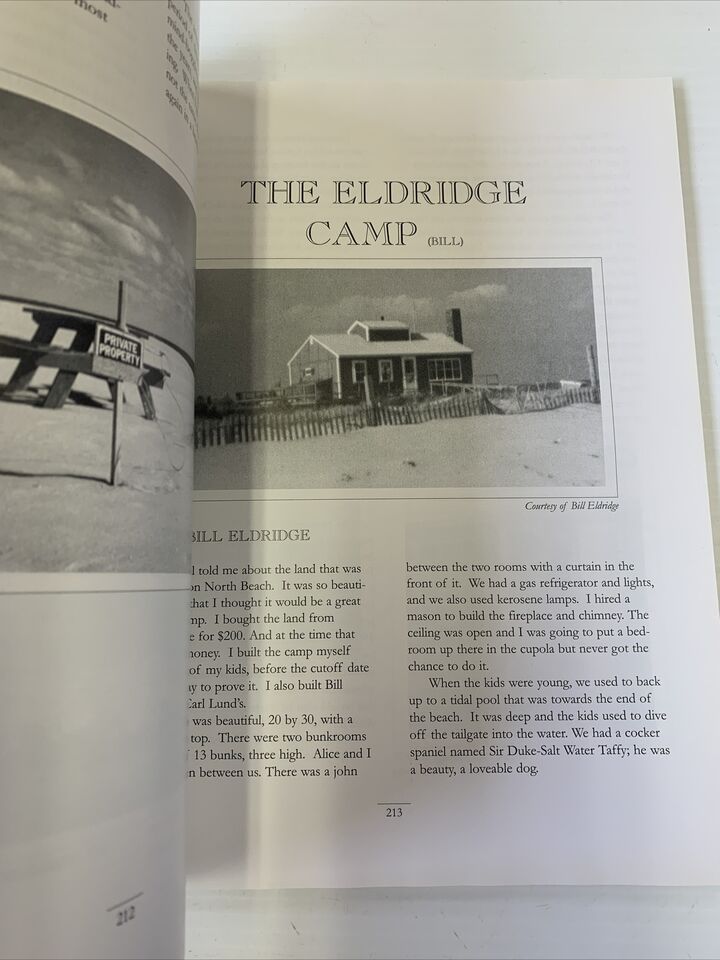 most
again in a
PRIVATE
PROPERTY
212
THE ELDRIDGE
CAMP (BILL)
Courtesy of Bill Eldridge
BILL ELDRIDGE
told me about the land that was
on North Beach. It was so beauti-
that I thought it would be a great
I bought the land from
for $200. And at the time that
money. I built the camp myself
of my kids, before the cutoff date
to prove it. I also built Bill
Carl Lund's.
was beautiful, 20 by 30, with a
top. There were two bunkrooms
13 bunks, three high. Alice and I
between us. There was a john
between the two rooms with a curtain in the
front of it. We had a gas refrigerator and lights,
and we also used kerosene lamps. I hired a
mason to build the fireplace and chimney. The
ceiling was open and I was going to put a bed-
room up there in the cupola but never got the
chance to do it.
When the kids were young, we used to back
up to a tidal pool that was towards the end of
the beach. It was deep and the kids used to dive
off the tailgate into the water. We had a cocker
spaniel named Sir Duke-Salt Water Taffy; he was
a beauty, a loveable dog.
213